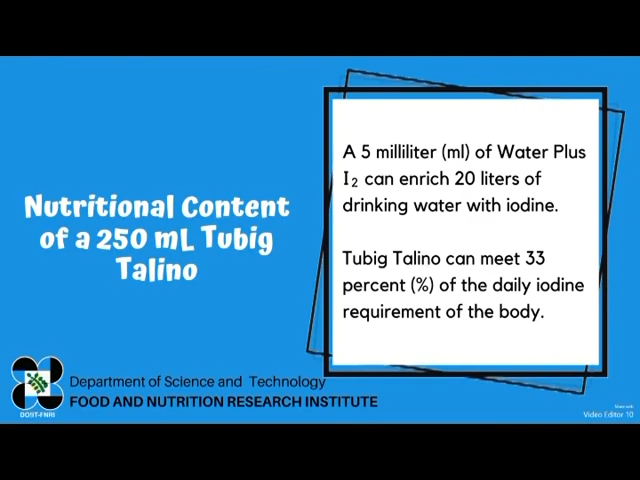 Nutritional Content
of a 250 mL Tubig
Talino
A 5 milliliter (ml) of Water Plus
I₂ can enrich 20 liters of
drinking water with iodine.
Tubig Talino can meet 33
percent (%) of the daily iodine
requirement of the body.
Department of Science and Technology
FOOD AND NUTRITION RESEARCH INSTITUTE
DOST-FNRI
Video Editor 10